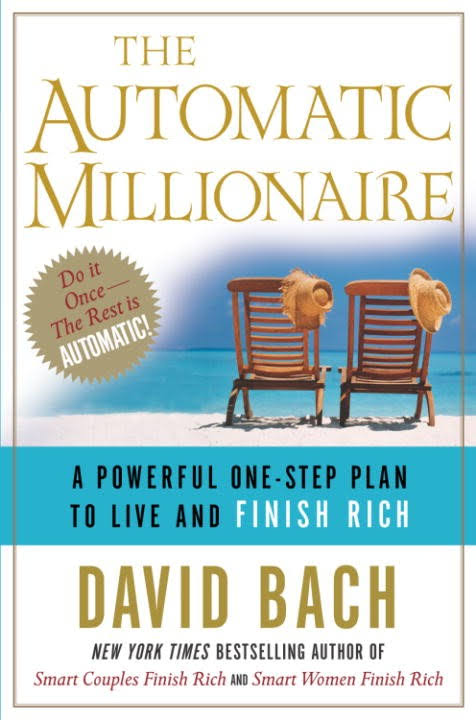 THE
AUTOMATIC
MILLIONAIRE
Do it
Once—
The Rest is
AUTOMATIC!
A POWERFUL ONE-STEP PLAN
TO LIVE AND FINISH RICH
DAVID BACH
NEW YORK TIMES BESTSELLING AUTHOR OF
Smart Couples Finish Rich AND Smart Women Finish Rich